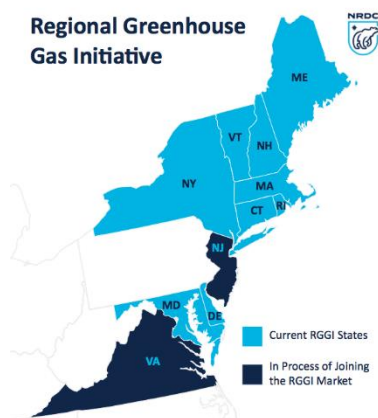 Regional Greenhouse
Gas Initiative
NRDC
ME
VT
NH
NY
MA
CT
RI
NJ
MD
DE
VA
Current RGGI States
In Process of Joining
the RGGI Market